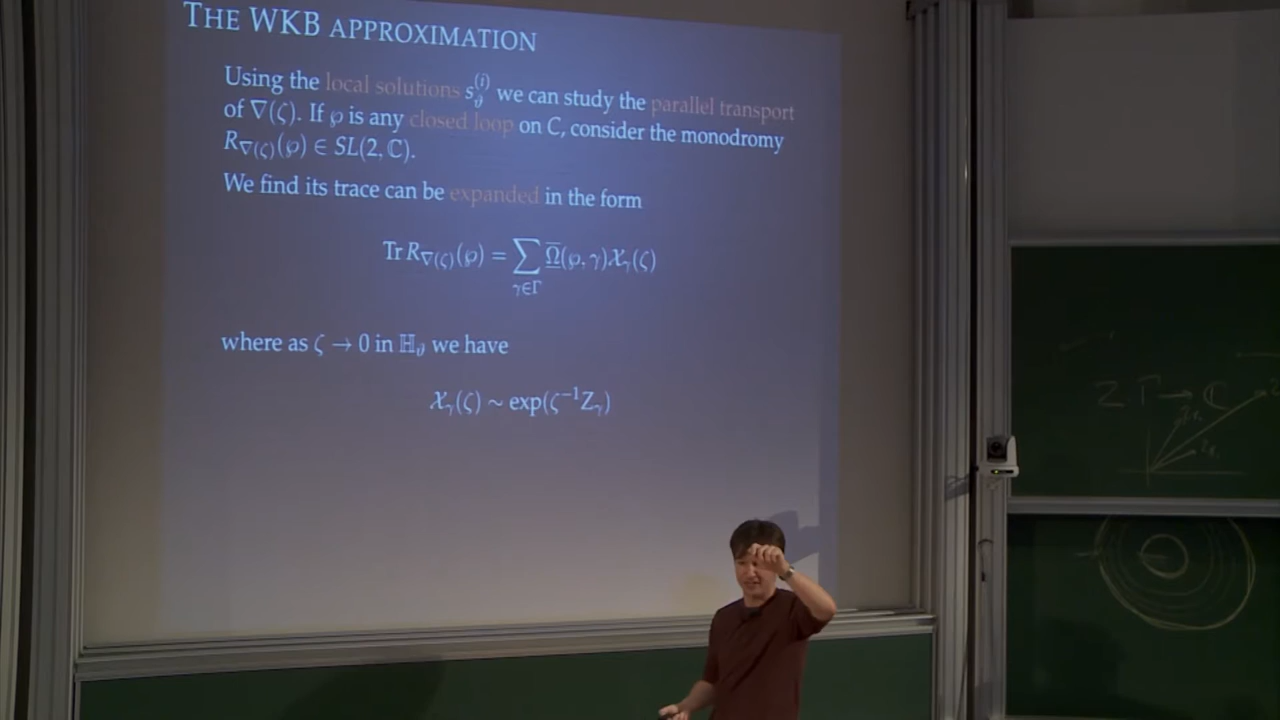 THE WKB APPROXIMATION
Using the local solutions s_ϑ^{(i)} we can study the parallel transport
of ∇(ζ). If ℘ is any closed loop on C, consider the monodromy
R_{∇(ζ)}(℘) ∈ SL(2, ℂ).
We find its trace can be expanded in the form
Tr R_{∇(ζ)}(℘) = ∑_{γ∈Γ} \underline{\overline{Ω}}(℘, γ)𝒳_γ(ζ)
where as ζ → 0 in ℍ_ϑ we have
𝒳_γ(ζ) ∼ exp(ζ^{−1}Z_γ)
Z Γ → ℂ